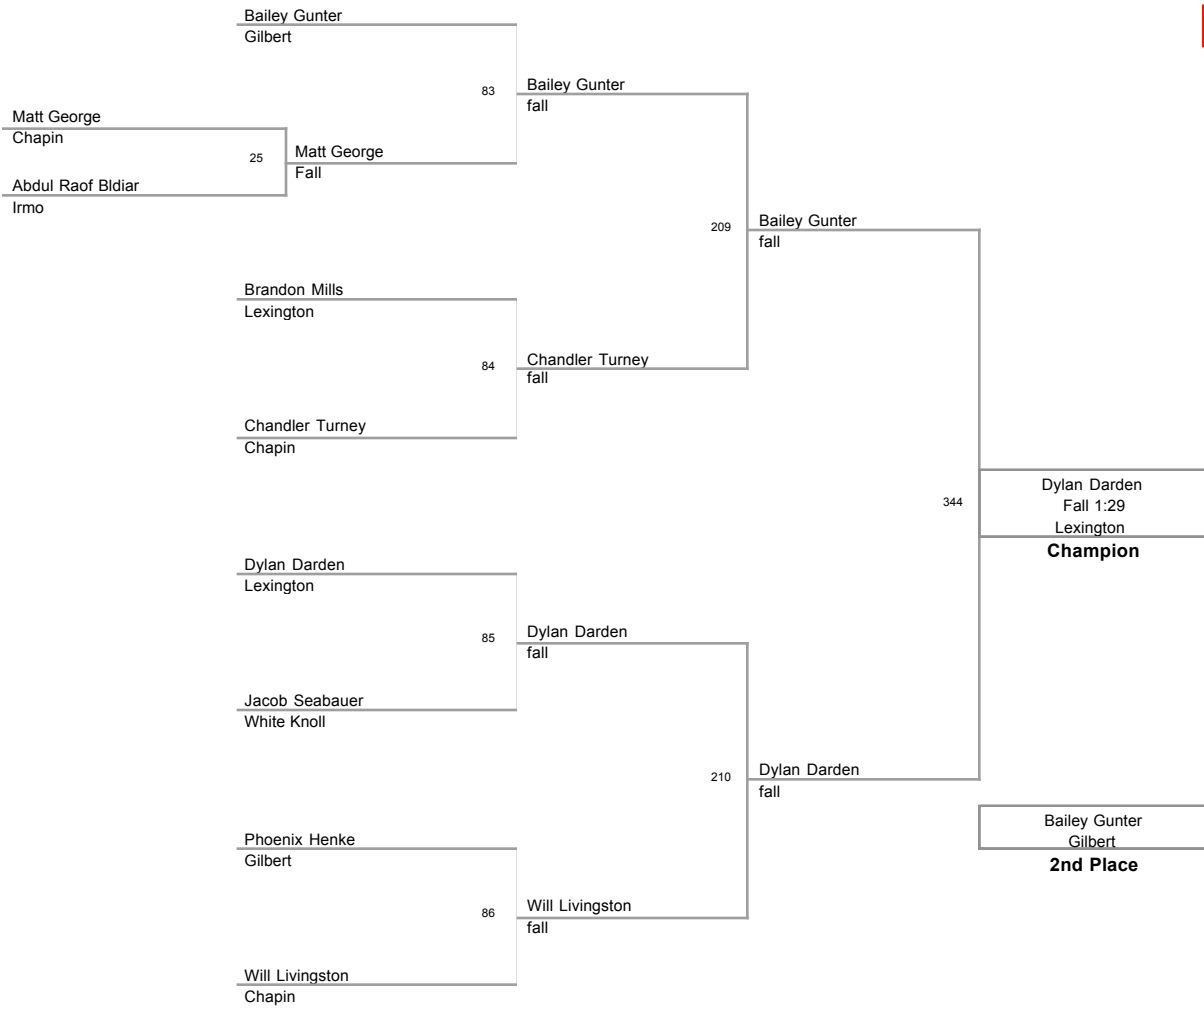 Bailey Gunter
Gilbert
83
Bailey Gunter
fall
Matt George
Chapin
25
Matt George
Fall
Abdul Raof Bldiar
Irmo
209
Bailey Gunter
fall
Brandon Mills
Lexington
84
Chandler Turney
fall
Chandler Turney
Chapin
344
Dylan Darden
Fall 1:29
Lexington
Champion
Dylan Darden
Lexington
85
Dylan Darden
fall
Jacob Seabauer
White Knoll
210
Dylan Darden
fall
Bailey Gunter
Gilbert
2nd Place
Phoenix Henke
Gilbert
86
Will Livingston
fall
Will Livingston
Chapin